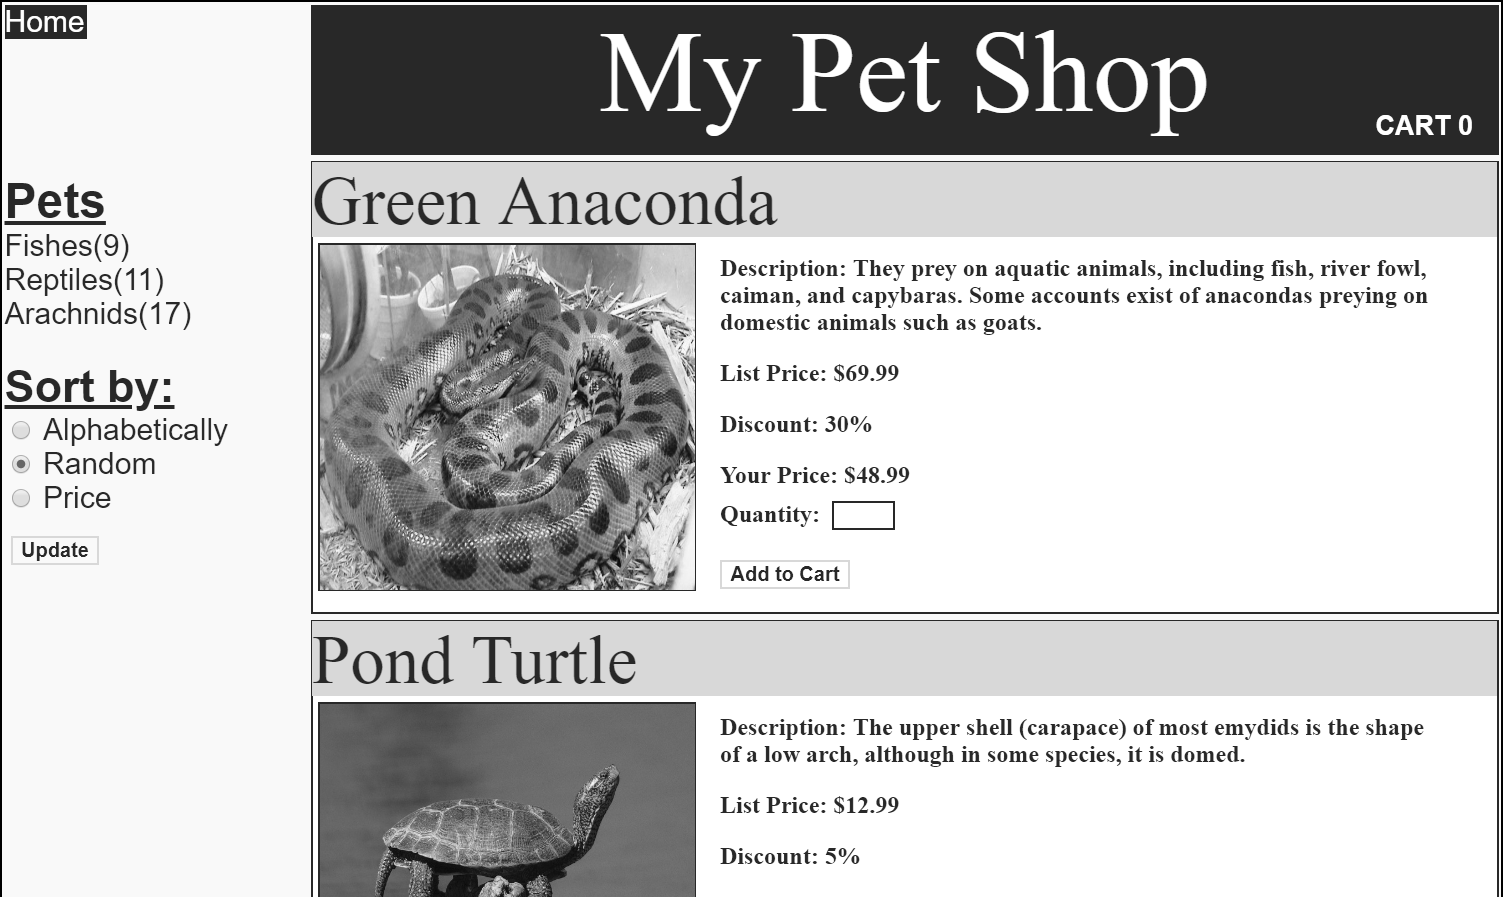 Home
My Pet Shop
CART 0
Pets
Fishes(9)
Reptiles(11)
Arachnids(17)
Sort by:
Alphabetically
Random
Price
Update
Green Anaconda
Description: They prey on aquatic animals, including fish, river fowl,
caiman, and capybaras. Some accounts exist of anacondas preying on
domestic animals such as goats.
List Price: $69.99
Discount: 30%
Your Price: $48.99
Quantity:
Add to Cart
Pond Turtle
Description: The upper shell (carapace) of most emydids is the shape
of a low arch, although in some species, it is domed.
List Price: $12.99
Discount: 5%